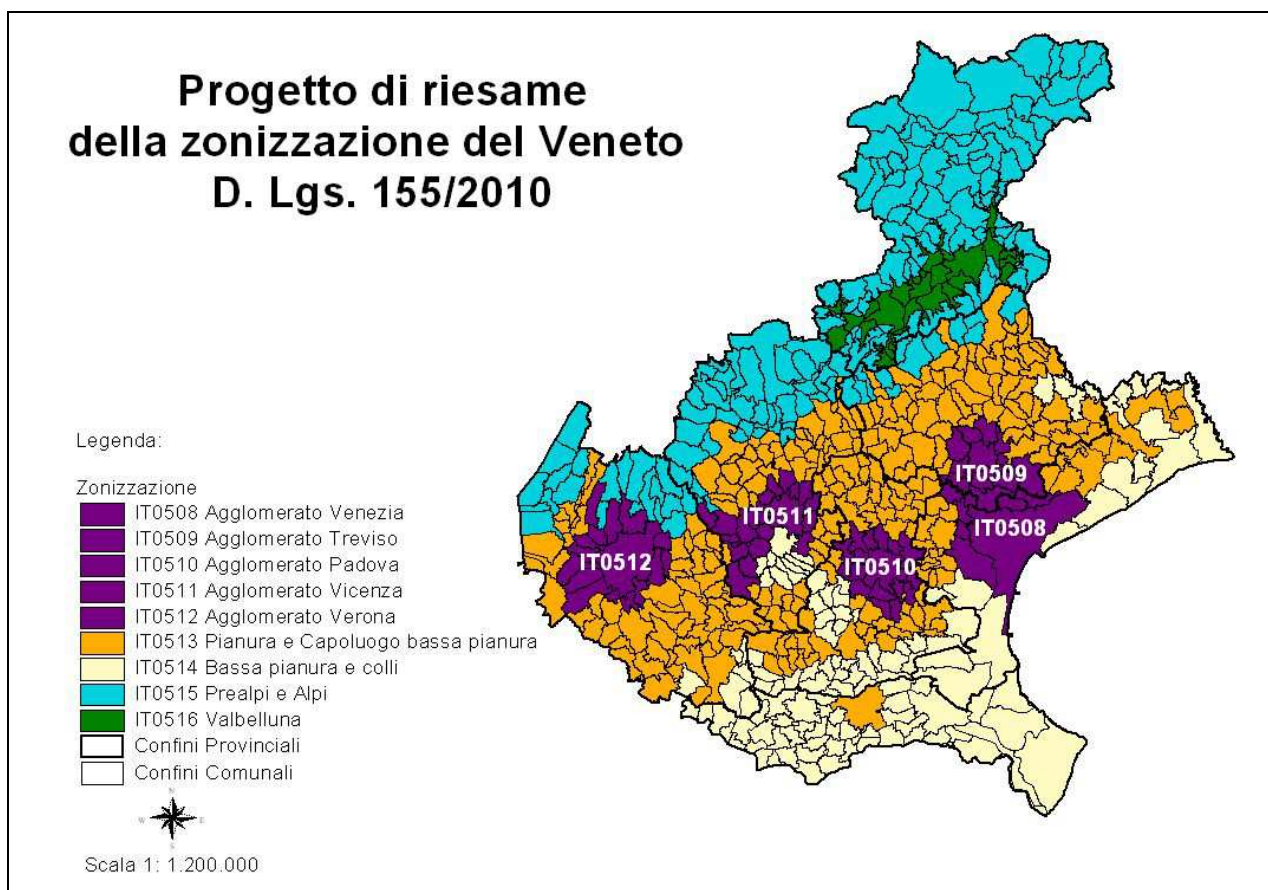 Progetto di riesame
della zonizzazione del Veneto
D. Lgs. 155/2010
Legenda:
Zonizzazione
IT0508 Agglomerato Venezia
IT0509 Agglomerato Treviso
IT0510 Agglomerato Padova
IT0511 Agglomerato Vicenza
IT0512 Agglomerato Verona
IT0513 Pianura e Capoluogo bassa pianura
IT0514 Bassa pianura e colli
IT0515 Prealpi e Alpi
IT0516 Valbelluna
Confini Provinciali
Confini Comunali
N
W E
S
Scala 1: 1.200.000
IT0509
IT0511
IT0508
IT0512
IT0510